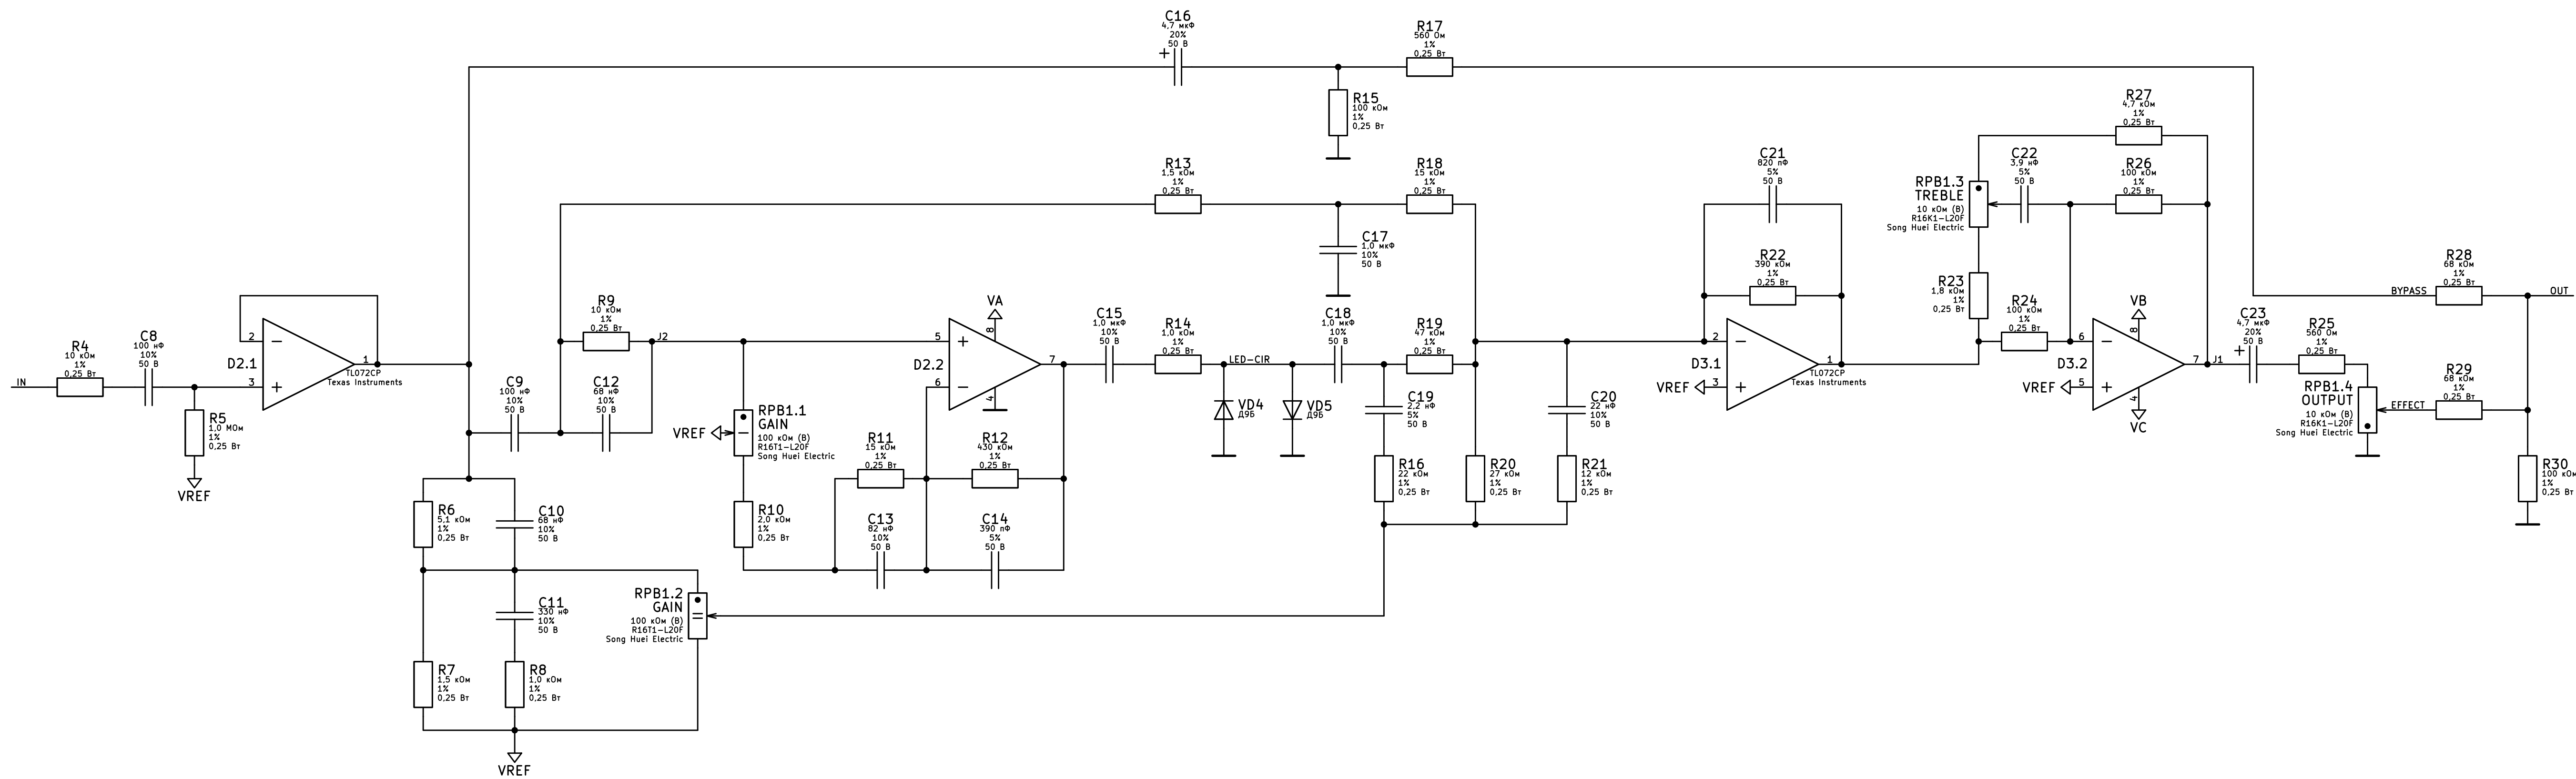 C16
4,7 мкФ
20%
50 В
+
R17
560 Ом
1%
0,25 Вт
R15
100 кОм
1%
0,25 Вт
R27
4,7 кОм
1%
0,25 Вт
R13
1,5 кОм
1%
0,25 Вт
R18
15 кОм
1%
0,25 Вт
C21
820 пФ
5%
50 В
RPB1.3
TREBLE
10 кОм (B)
R16K1-L20F
Song Huei Electric
C22
3,9 нФ
5%
50 В
R26
100 кОм
1%
0,25 Вт
C17
1,0 мкФ
10%
50 В
R22
390 кОм
1%
0,25 Вт
R23
1,8 кОм
1%
0,25 Вт
R28
68 кОм
1%
0,25 Вт
BYPASS
OUT
IN
R4
10 кОм
1%
0,25 Вт
C8
100 нФ
10%
50 В
R5
1,0 МОм
1%
0,25 Вт
VREF
D2.1
2
3
1
TL072CP
Texas Instruments
R9
10 кОм
1%
0,25 Вт
J2
C9
100 нФ
10%
50 В
C12
68 нФ
10%
50 В
VREF
RPB1.1
GAIN
100 кОм (B)
R16T1-L20F
Song Huei Electric
VA
8
5
6
4
7
D2.2
C15
1,0 мкФ
10%
50 В
R14
1,0 кОм
1%
0,25 Вт
LED-CIR
VD4
Д9Б
VD5
Д9Б
C18
1,0 мкФ
10%
50 В
R19
47 кОм
1%
0,25 Вт
C19
2,2 нФ
5%
50 В
C20
22 нФ
10%
50 В
R16
22 кОм
1%
0,25 Вт
R20
27 кОм
1%
0,25 Вт
R21
12 кОм
1%
0,25 Вт
D3.1
VREF
2
3
1
TL072CP
Texas Instruments
R24
100 кОм
1%
0,25 Вт
VREF
D3.2
VB
8
6
5
4
7
VC
J1
C23
4,7 мкФ
20%
50 В
+
R25
560 Ом
1%
0,25 Вт
RPB1.4
OUTPUT
10 кОм (B)
R16K1-L20F
Song Huei Electric
EFFECT
R29
68 кОм
1%
0,25 Вт
R30
100 кОм
1%
0,25 Вт
R11
15 кОм
1%
0,25 Вт
R12
430 кОм
1%
0,25 Вт
R10
2,0 кОм
1%
0,25 Вт
C13
82 нФ
10%
50 В
C14
390 пФ
5%
50 В
R6
5,1 кОм
1%
0,25 Вт
C10
68 нФ
10%
50 В
C11
330 нФ
10%
50 В
RPB1.2
GAIN
100 кОм (B)
R16T1-L20F
Song Huei Electric
R7
1,5 кОм
1%
0,25 Вт
R8
1,0 кОм
1%
0,25 Вт
VREF